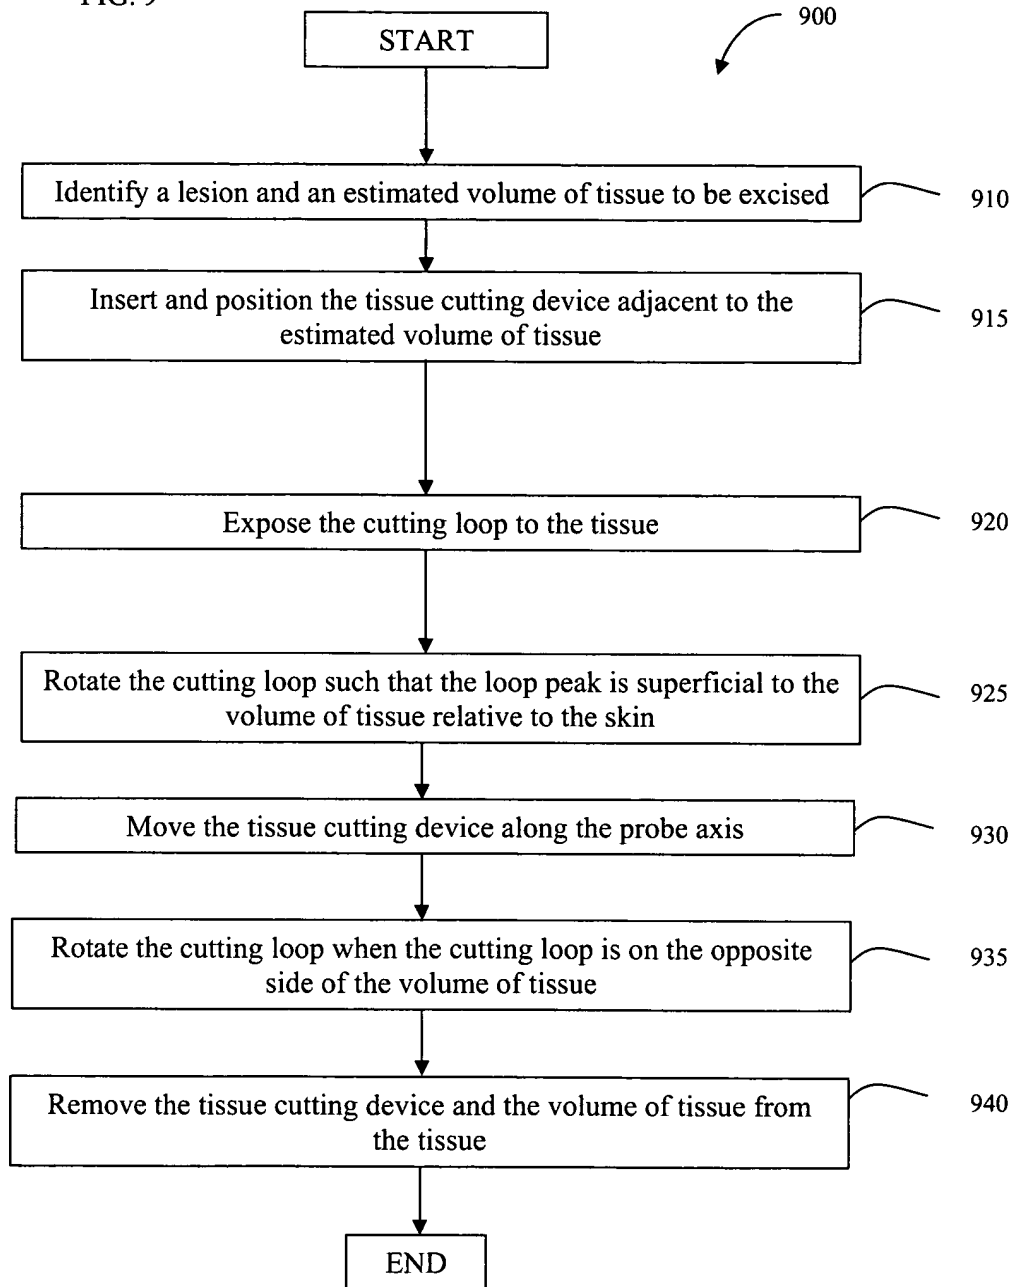 FIG. 9
900
START
Identify a lesion and an estimated volume of tissue to be excised
910
Insert and position the tissue cutting device adjacent to the
estimated volume of tissue
915
Expose the cutting loop to the tissue
920
Rotate the cutting loop such that the loop peak is superficial to the
volume of tissue relative to the skin
925
Move the tissue cutting device along the probe axis
930
Rotate the cutting loop when the cutting loop is on the opposite
side of the volume of tissue
935
Remove the tissue cutting device and the volume of tissue from
the tissue
940
END